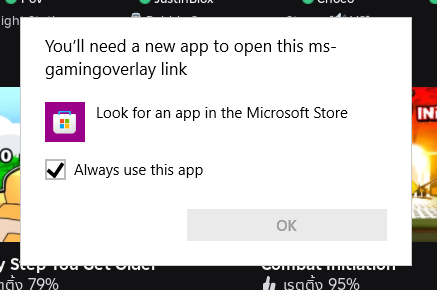 Pov JustinBlox Choco
You'll need a new app to open this ms-
gamingoverlay link
Look for an app in the Microsoft Store
Always use this app
OK
y Step You Get Older Combat Initiation
79% เรตติ้ง 95%